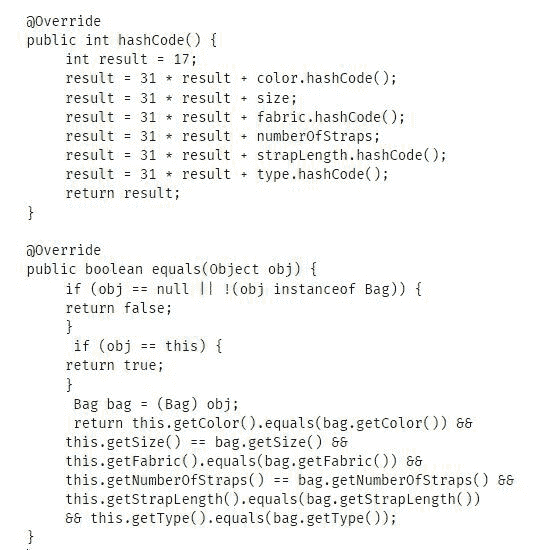 @Override
public int hashCode() {
int result = 17;
result = 31 * result + color.hashCode();
result = 31 * result + size;
result = 31 * result + fabric.hashCode();
result = 31 * result + numberOfStraps;
result = 31 * result + strapLength.hashCode();
result = 31 * result + type.hashCode();
return result;
}

@Override
public boolean equals(Object obj) {
if (obj == null || !(obj instanceof Bag)) {
return false;
}
if (obj == this) {
return true;
}
Bag bag = (Bag) obj;
return this.getColor().equals(bag.getColor()) &&
this.getSize() == bag.getSize() &&
this.getFabric().equals(bag.getFabric()) &&
this.getNumberOfStraps() == bag.getNumberOfStraps() &&
this.getStrapLength().equals(bag.getStrapLength())
&& this.getType().equals(bag.getType());
}